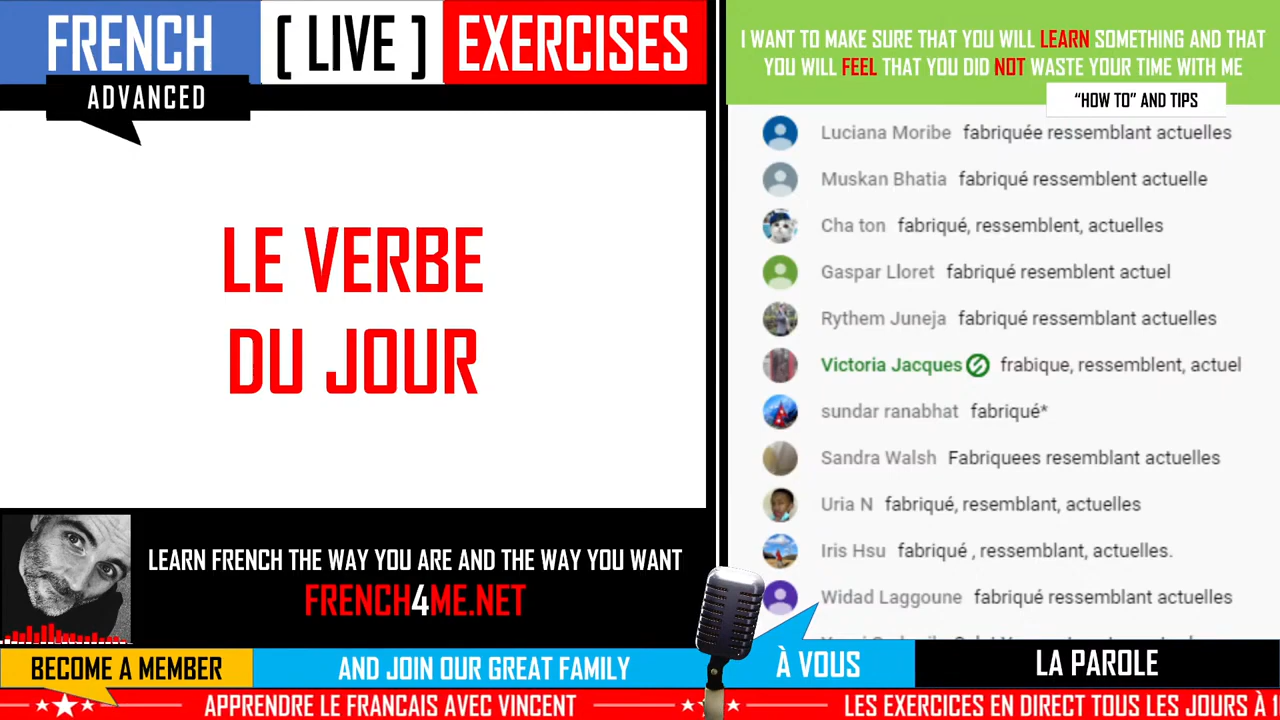 FRENCH [ LIVE ] EXERCISES
ADVANCED
LE VERBE
DU JOUR
LEARN FRENCH THE WAY YOU ARE AND THE WAY YOU WANT
FRENCH4ME.NET
I WANT TO MAKE SURE THAT YOU WILL LEARN SOMETHING AND THAT
YOU WILL FEEL THAT YOU DID NOT WASTE YOUR TIME WITH ME
“HOW TO” AND TIPS
Luciana Moribe fabriquée ressemblant actuelles
Muskan Bhatia fabriqué ressemblent actuelle
Cha ton fabriqué, ressemblent, actuelles
Gaspar Lloret fabriqué resemblent actuel
Rythem Juneja fabriqué ressemblant actuelles
Victoria Jacques frabique, ressemblent, actuel
sundar ranabhat fabriqué*
Sandra Walsh Fabriquees resemblant actuelles
Uria N fabriqué, resemblant, actuelles
Iris Hsu fabriqué , ressemblant, actuelles.
Widad Laggoune fabriqué ressemblant actuelles
BECOME A MEMBER AND JOIN OUR GREAT FAMILY À VOUS LA PAROLE
APPRENDRE LE FRANCAIS AVEC VINCENT LES EXERCICES EN DIRECT TOUS LES JOURS À 1